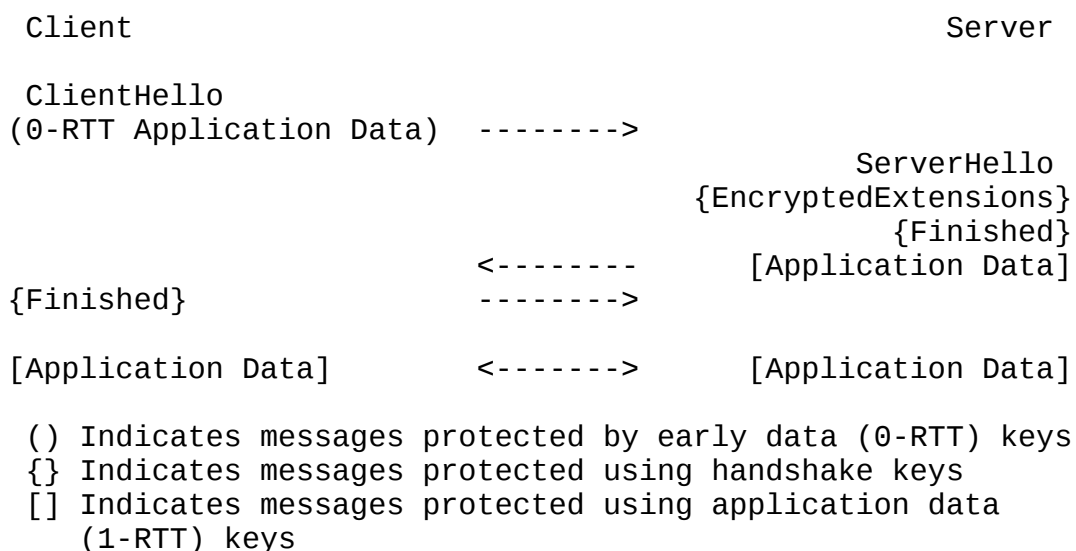 Client Server
ClientHello
(0-RTT Application Data) -------->
ServerHello
{EncryptedExtensions}
{Finished}
<-------- [Application Data]
{Finished} -------->
[Application Data] <-------> [Application Data]
() Indicates messages protected by early data (0-RTT) keys
{} Indicates messages protected using handshake keys
[] Indicates messages protected using application data
(1-RTT) keys